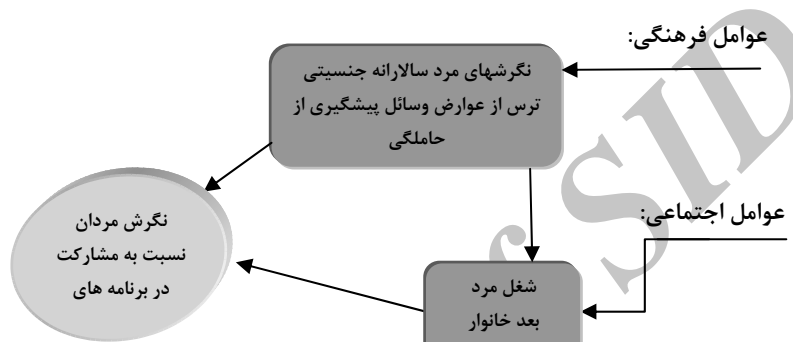 عوامل فرهنگی:
نگرشهای مرد سالارانه جنسیتی
ترس از عوارض وسائل پیشگیری از
حاملگی
عوامل اجتماعی:
نگرش مردان
نسبت به مشارکت
در برنامه های
شغل مرد
بعد خانوار
SID